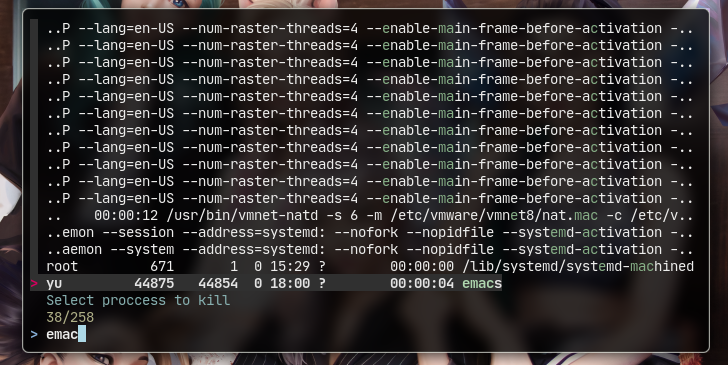 ..P --lang=en-US --num-raster-threads=4 --enable-main-frame-before-activation -..
..P --lang=en-US --num-raster-threads=4 --enable-main-frame-before-activation -..
..P --lang=en-US --num-raster-threads=4 --enable-main-frame-before-activation -..
..P --lang=en-US --num-raster-threads=4 --enable-main-frame-before-activation -..
..P --lang=en-US --num-raster-threads=4 --enable-main-frame-before-activation -..
..P --lang=en-US --num-raster-threads=4 --enable-main-frame-before-activation -..
..P --lang=en-US --num-raster-threads=4 --enable-main-frame-before-activation -..
..P --lang=en-US --num-raster-threads=4 --enable-main-frame-before-activation -..
..P --lang=en-US --num-raster-threads=4 --enable-main-frame-before-activation -..
..P --lang=en-US --num-raster-threads=4 --enable-main-frame-before-activation -..
..P --lang=en-US --num-raster-threads=4 --enable-main-frame-before-activation -..
..    00:00:12 /usr/bin/vmnet-natd -s 6 -m /etc/vmware/vmnet8/nat.mac -c /etc/v..
..emon --session --address=systemd: --nofork --nopidfile --systemd-activation -..
..aemon --system --address=systemd: --nofork --nopidfile --systemd-activation -..
root         671       1  0 15:29 ?        00:00:00 /lib/systemd/systemd-machined
> yu         44875   44854  0 18:00 ?        00:00:04 emacs
Select proccess to kill
38/258
> emac